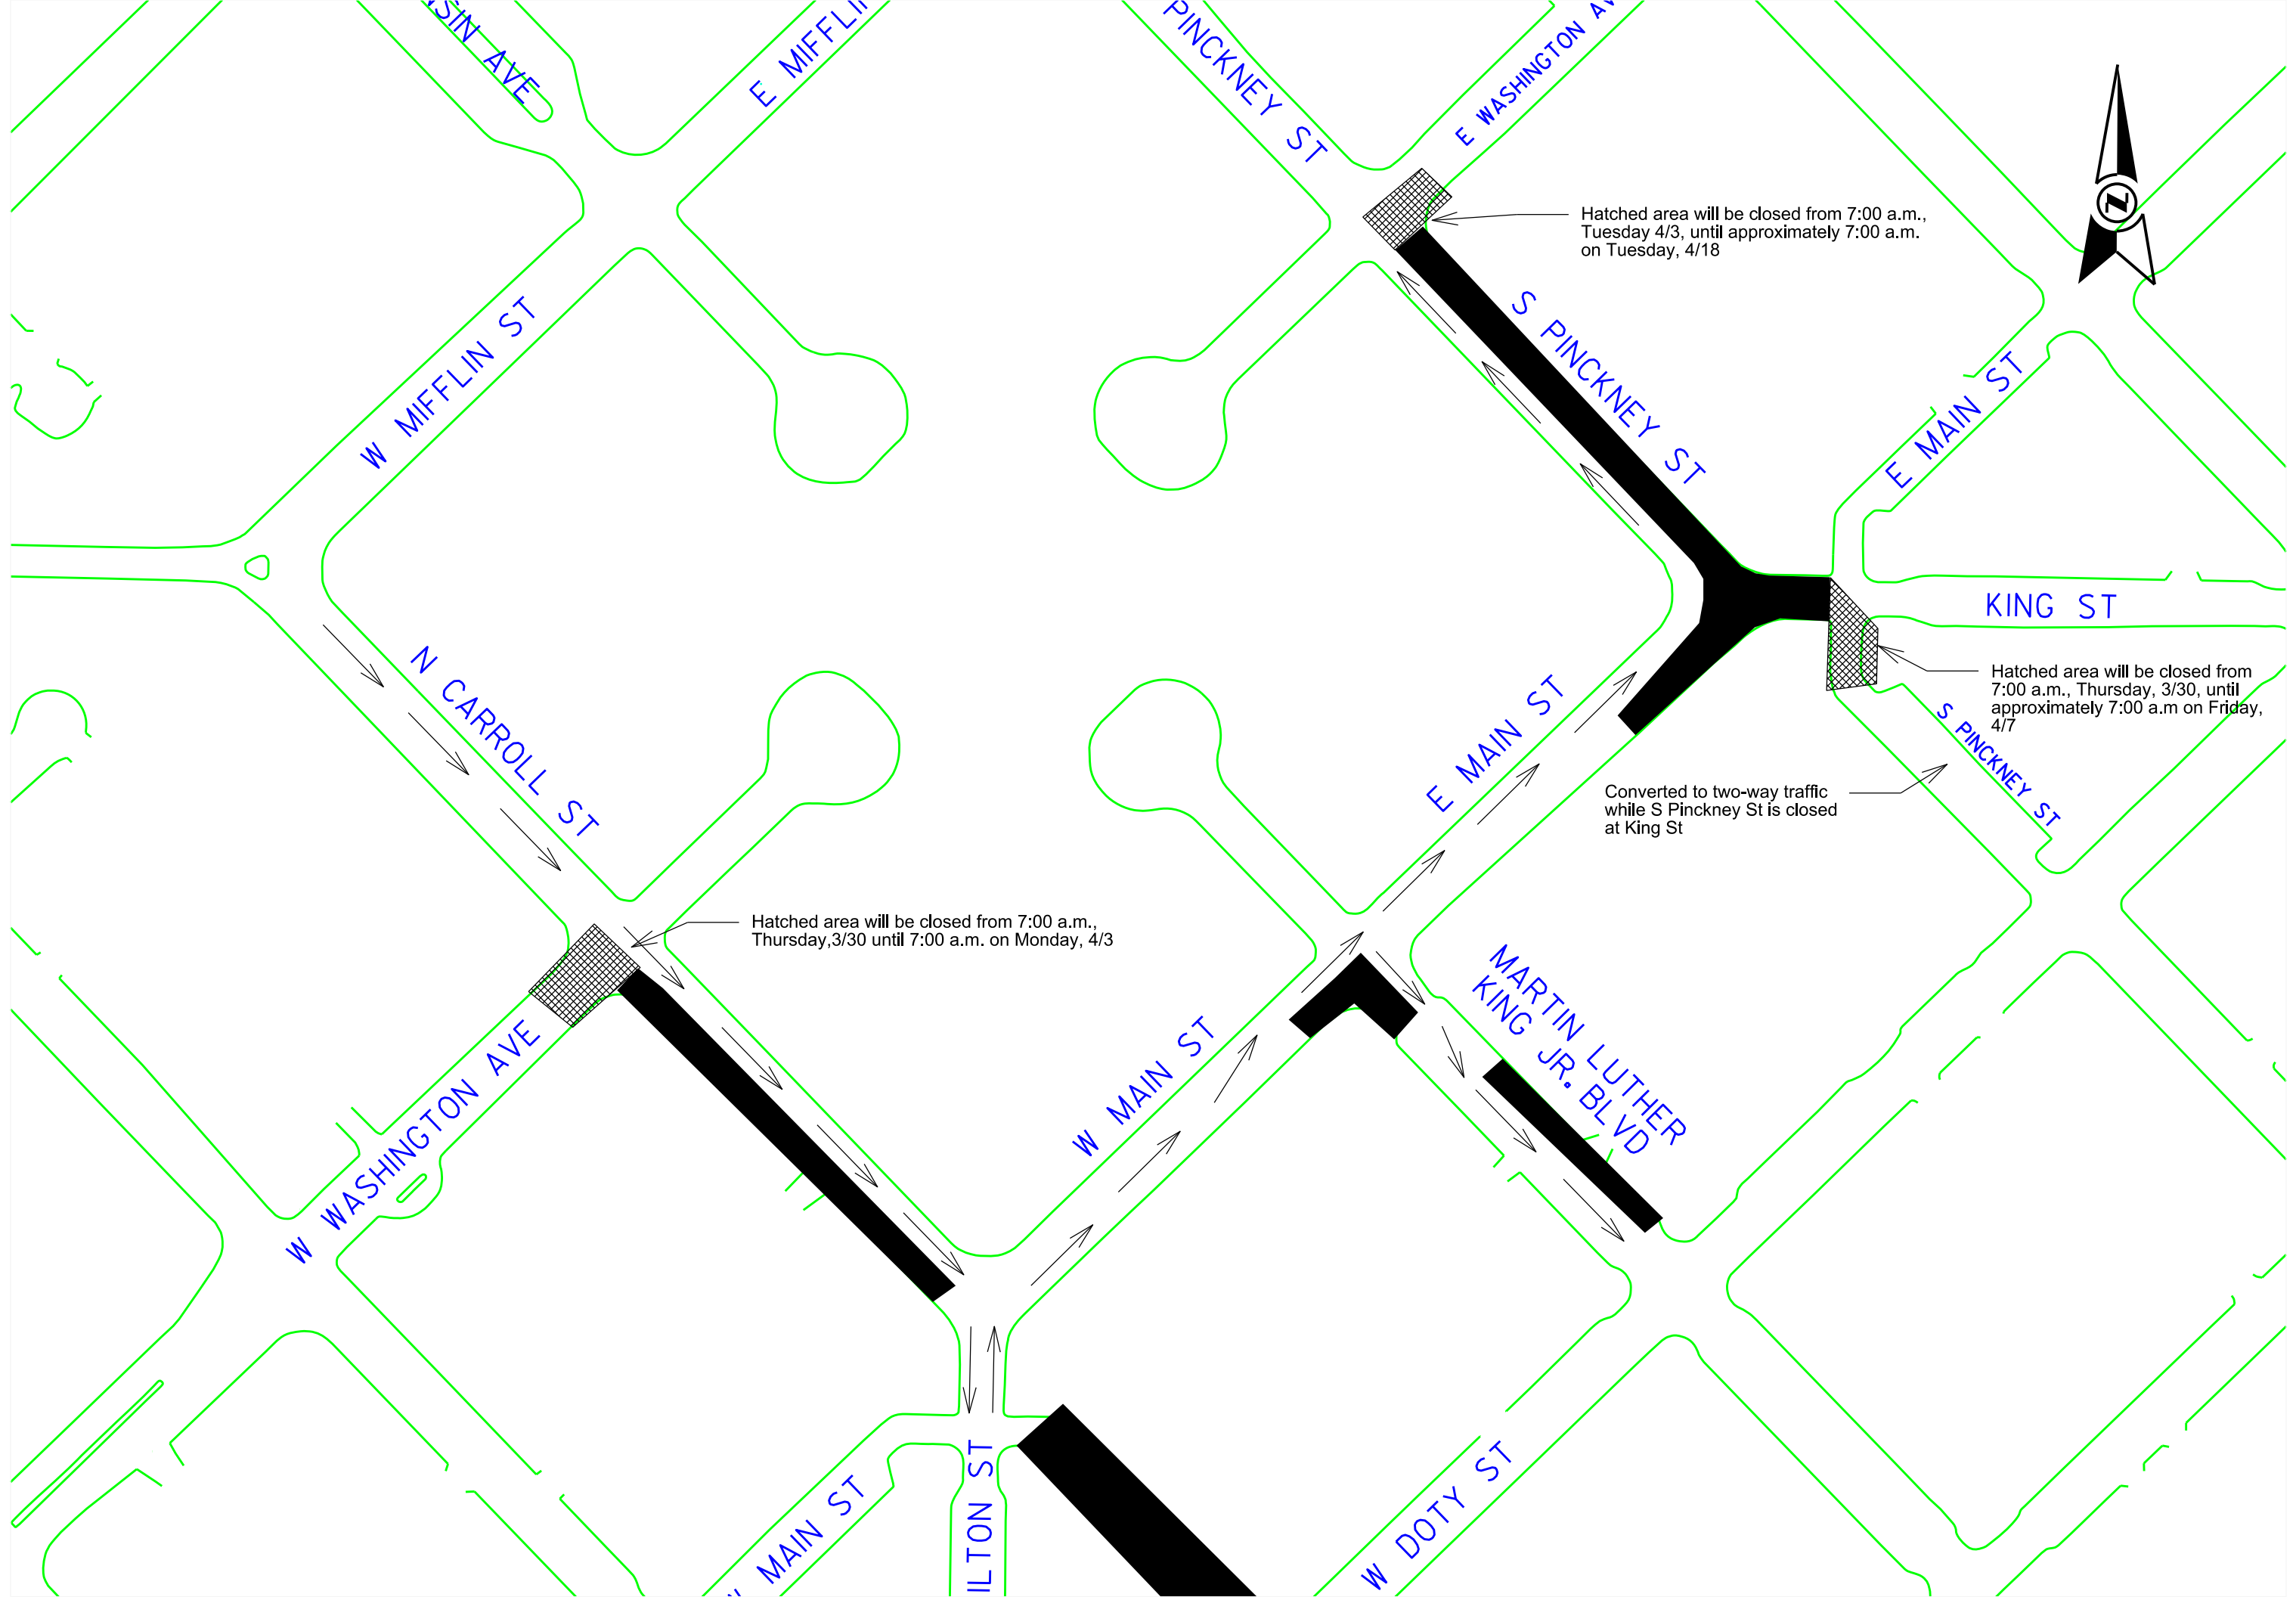 SIN AVE
E MIFFLIN
PINCKNEY ST
E WASHINGTON AV
Hatched area will be closed from 7:00 a.m.,
Tuesday 4/3, until approximately 7:00 a.m.
on Tuesday, 4/18
N
W MIFFLIN ST
S PINCKNEY ST
E MAIN ST
KING ST
N CARROLL ST
E MAIN ST
Hatched area will be closed from
7:00 a.m., Thursday, 3/30, until
approximately 7:00 a.m on Friday,
4/7
S PINCKNEY ST
Converted to two-way traffic
while S Pinckney St is closed
at King St
Hatched area will be closed from 7:00 a.m.,
Thursday,3/30 until 7:00 a.m. on Monday, 4/3
MARTIN LUTHER
KING JR. BLVD
W WASHINGTON AVE
W MAIN ST
W MAIN ST
ILTON ST
W DOTY ST